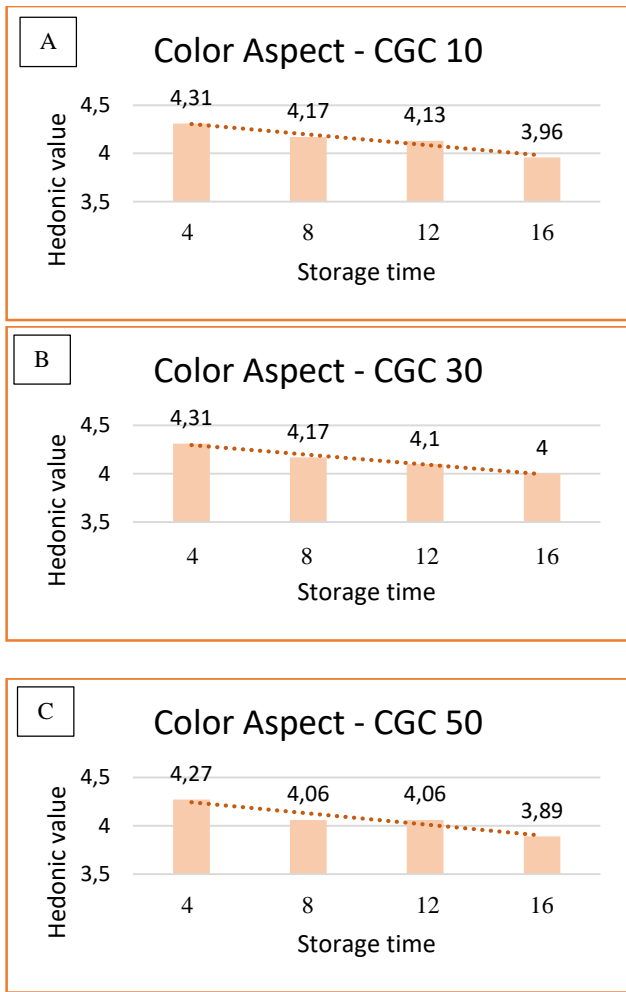 A
Color Aspect - CGC 10
4,31
4,17
4,13
3,96
4,5
4
3,5
Hedonic value
4 8 12 16
Storage time
B
Color Aspect - CGC 30
4,31
4,17
4,1
4
4,5
4
3,5
Hedonic value
4 8 12 16
Storage time
C
Color Aspect - CGC 50
4,27
4,06
4,06
3,89
4,5
4
3,5
Hedonic value
4 8 12 16
Storage time